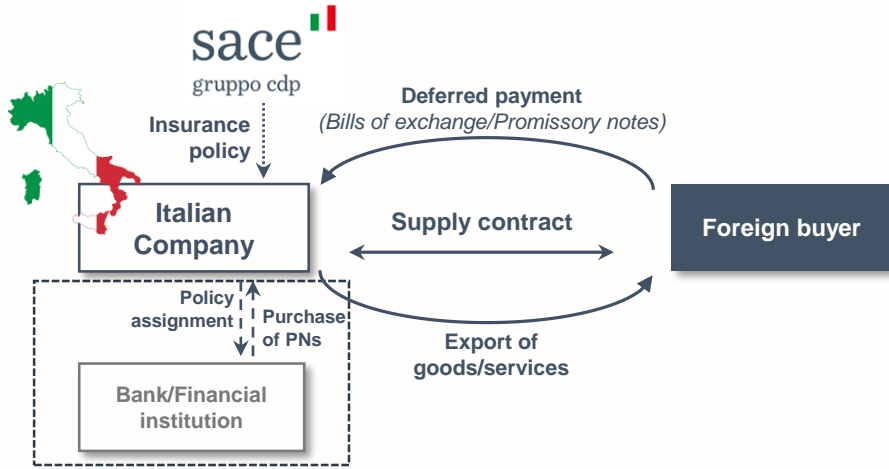 sace
gruppo cdp
Insurance
policy
Deferred payment
(Bills of exchange/Promissory notes)
Italian
Company
Supply contract
Foreign buyer
Policy
assignment
Purchase
of PNs
Export of
goods/services
Bank/Financial
institution